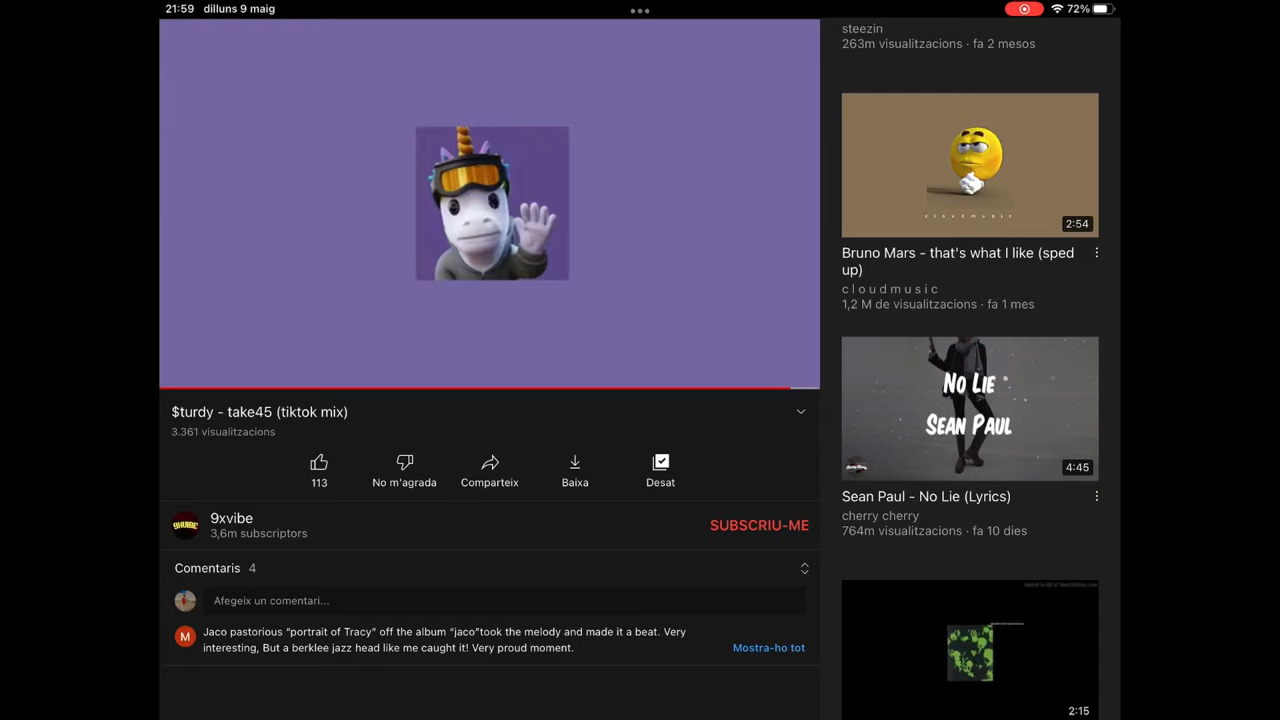 21:59 dilluns 9 maig
72%
$turdy - take45 (tiktok mix)
3.361 visualitzacions
113
No m'agrada
Comparteix
Baixa
Desat
9xvibe
3,6m subscriptors
SUBSCRIU-ME
Comentaris 4
Afegeix un comentari...
M
Jaco pastorious “portrait of Tracy” off the album “jaco”took the melody and made it a beat. Very
interesting, But a berklee jazz head like me caught it! Very proud moment.
Mostra-ho tot
steezin
263m visualitzacions · fa 2 mesos
c l o u d m u s i c
2:54
Bruno Mars - that's what I like (sped
up)
c l o u d m u s i c
1,2 M de visualitzacions · fa 1 mes
NO LIE
SEAN PAUL
4:45
Sean Paul - No Lie (Lyrics)
cherry cherry
764m visualitzacions · fa 10 dies
2:15